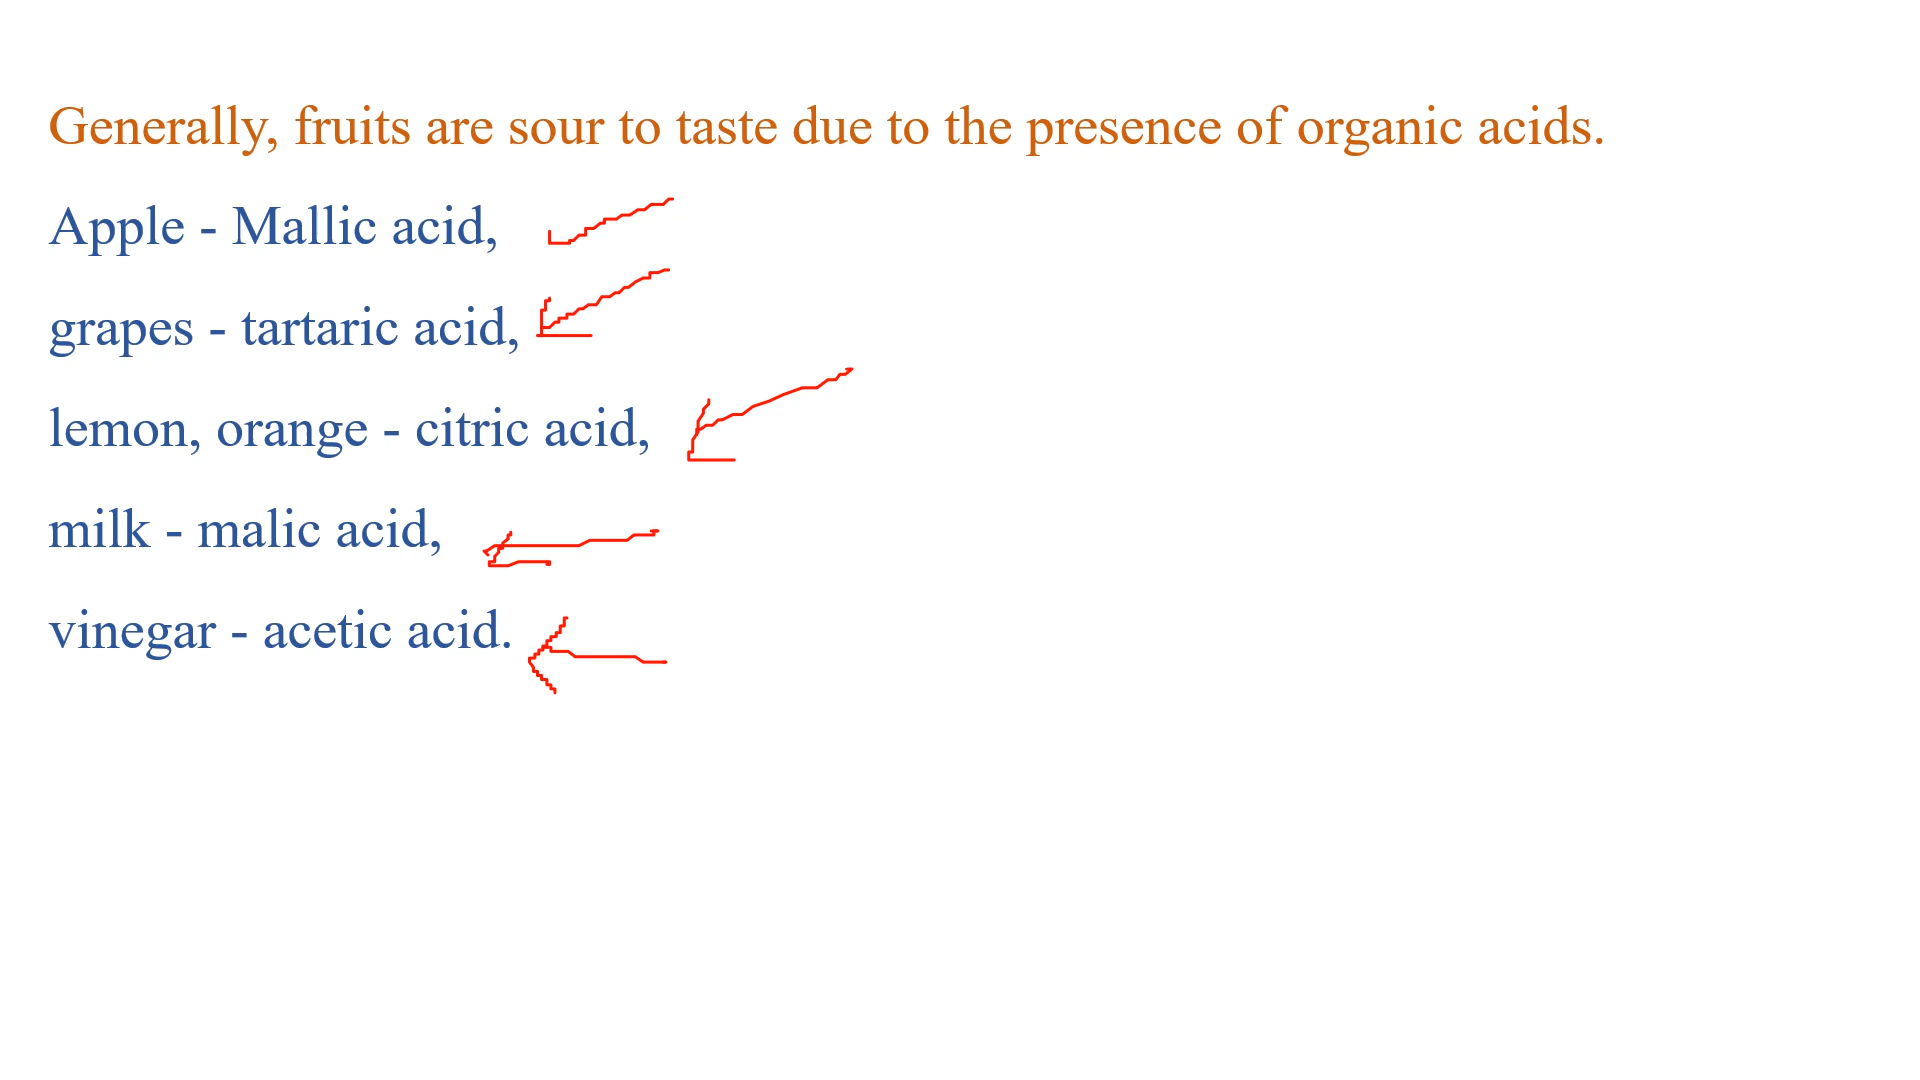 Generally, fruits are sour to taste due to the presence of organic acids.
Apple - Mallic acid,
grapes - tartaric acid,
lemon, orange - citric acid,
milk - malic acid,
vinegar - acetic acid.